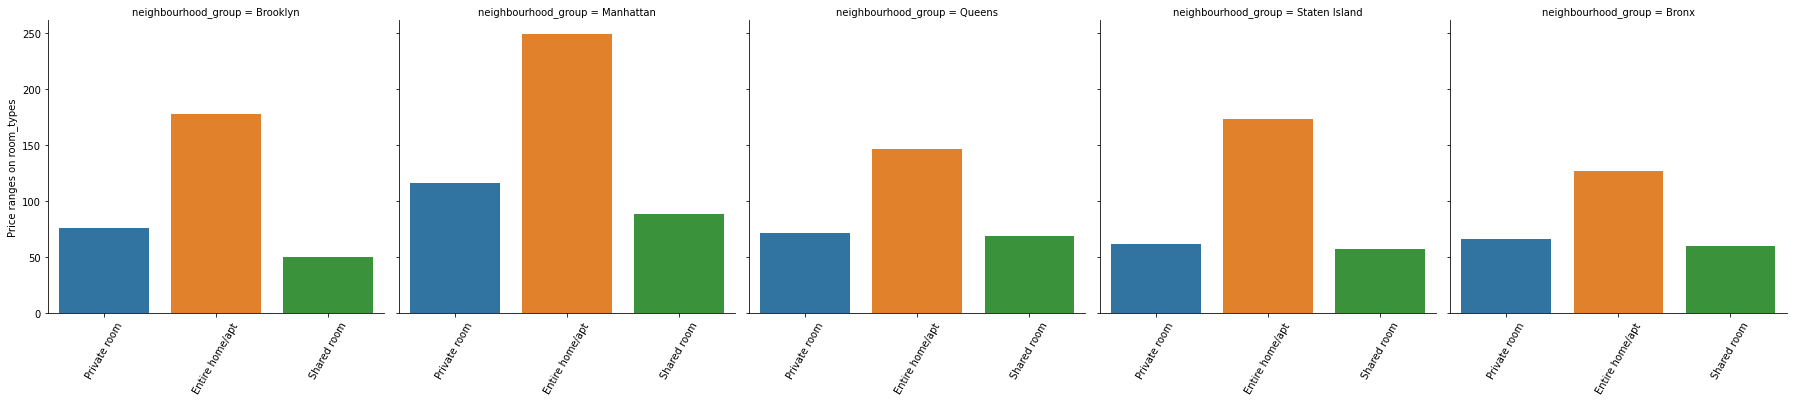 neighbourhood_group = Brooklyn
neighbourhood_group = Manhattan
neighbourhood_group = Queens
neighbourhood_group = Staten Island
neighbourhood_group = Bronx
Price ranges on room_types
250
200
150
100
50
0
Private room
Entire home/apt
Shared room
Private room
Entire home/apt
Shared room
Private room
Entire home/apt
Shared room
Private room
Entire home/apt
Shared room
Private room
Entire home/apt
Shared room